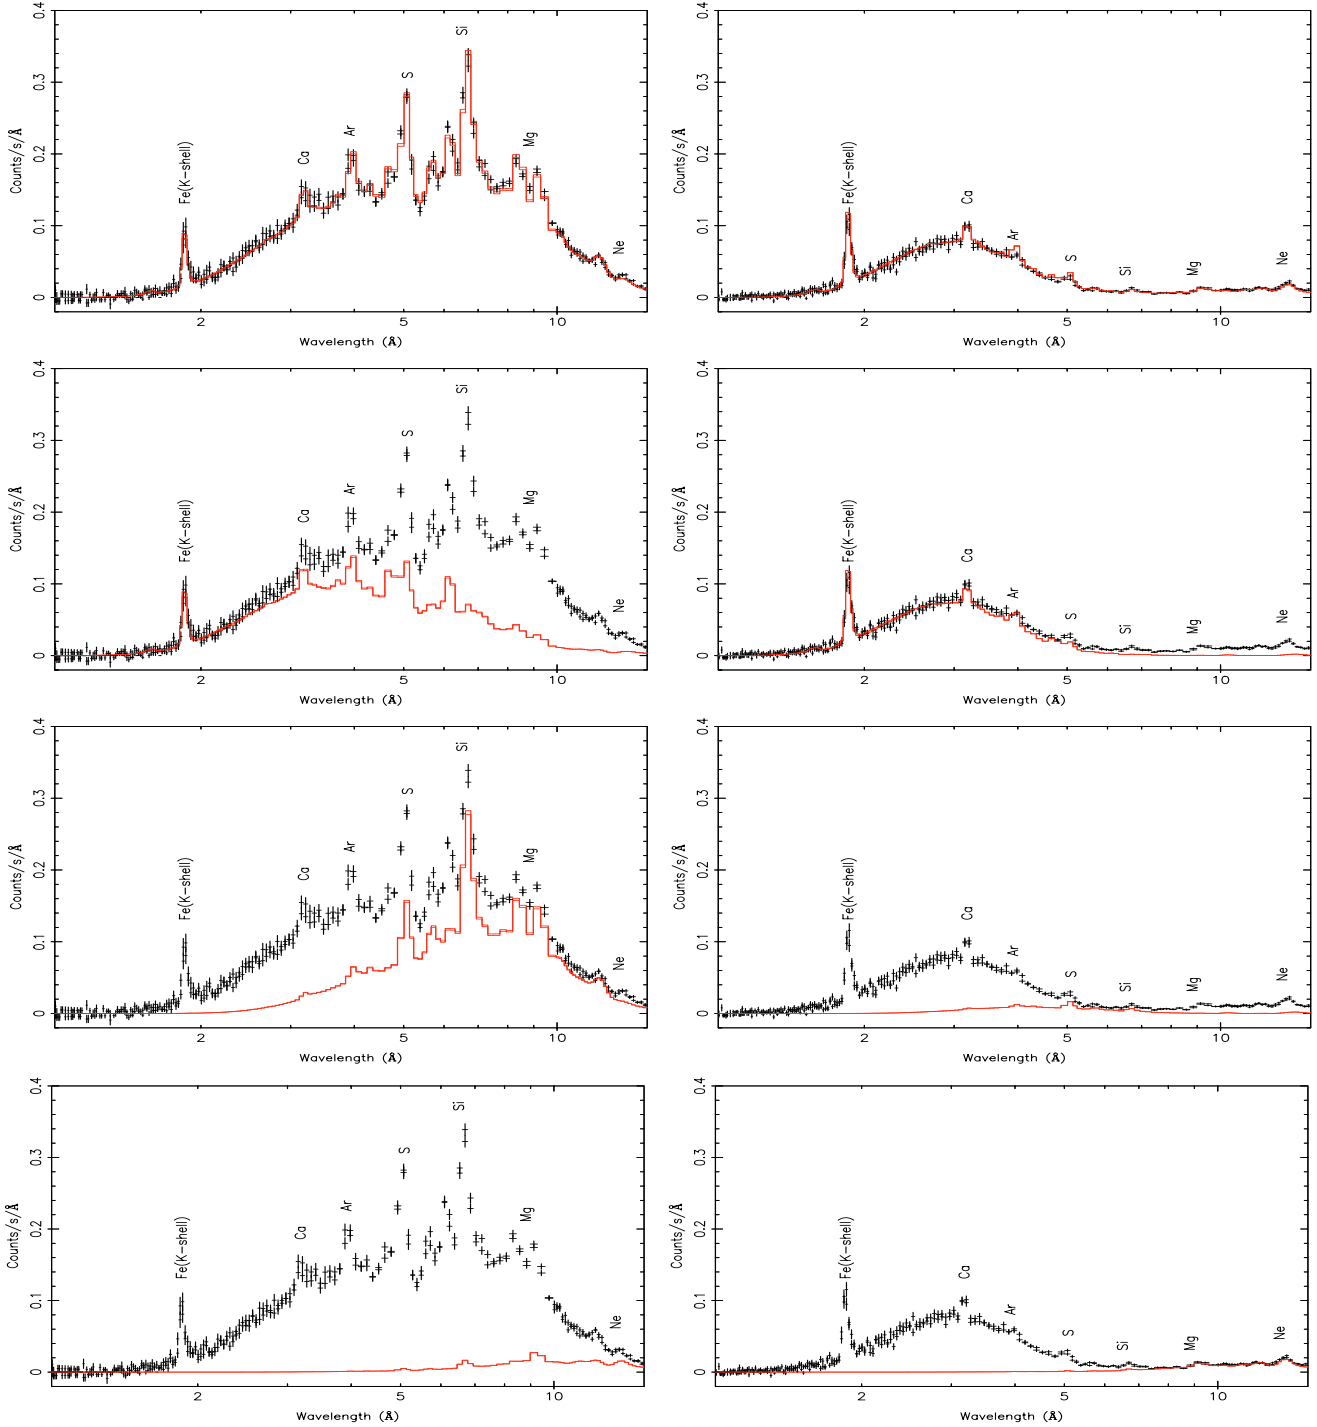 0.4
0.3
0.2
0.1
0
Counts/s/Å
Fe(K−shell)
Ca
Ar
S
Si
Mg
Ne
2
5
10
Wavelength (Å)
0.4
0.3
0.2
0.1
0
Counts/s/Å
Fe(K−shell)
Ca
Ar
S
Si
Mg
Ne
2
5
10
Wavelength (Å)
0.4
0.3
0.2
0.1
0
Counts/s/Å
Fe(K−shell)
Ca
Ar
S
Si
Mg
Ne
2
5
10
Wavelength (Å)
0.4
0.3
0.2
0.1
0
Counts/s/Å
Fe(K−shell)
Ca
Ar
S
Si
Mg
Ne
2
5
10
Wavelength (Å)
0.4
0.3
0.2
0.1
0
Counts/s/Å
Fe(K−shell)
Ca
Ar
S
Si
Mg
Ne
2
5
10
Wavelength (Å)
0.4
0.3
0.2
0.1
0
Counts/s/Å
Fe(K−shell)
Ca
Ar
S
Si
Mg
Ne
2
5
10
Wavelength (Å)
0.4
0.3
0.2
0.1
0
Counts/s/Å
Fe(K−shell)
Ca
Ar
S
Si
Mg
Ne
2
5
10
Wavelength (Å)
0.4
0.3
0.2
0.1
0
Counts/s/Å
Fe(K−shell)
Ca
Ar
S
Si
Mg
Ne
2
5
10
Wavelength (Å)